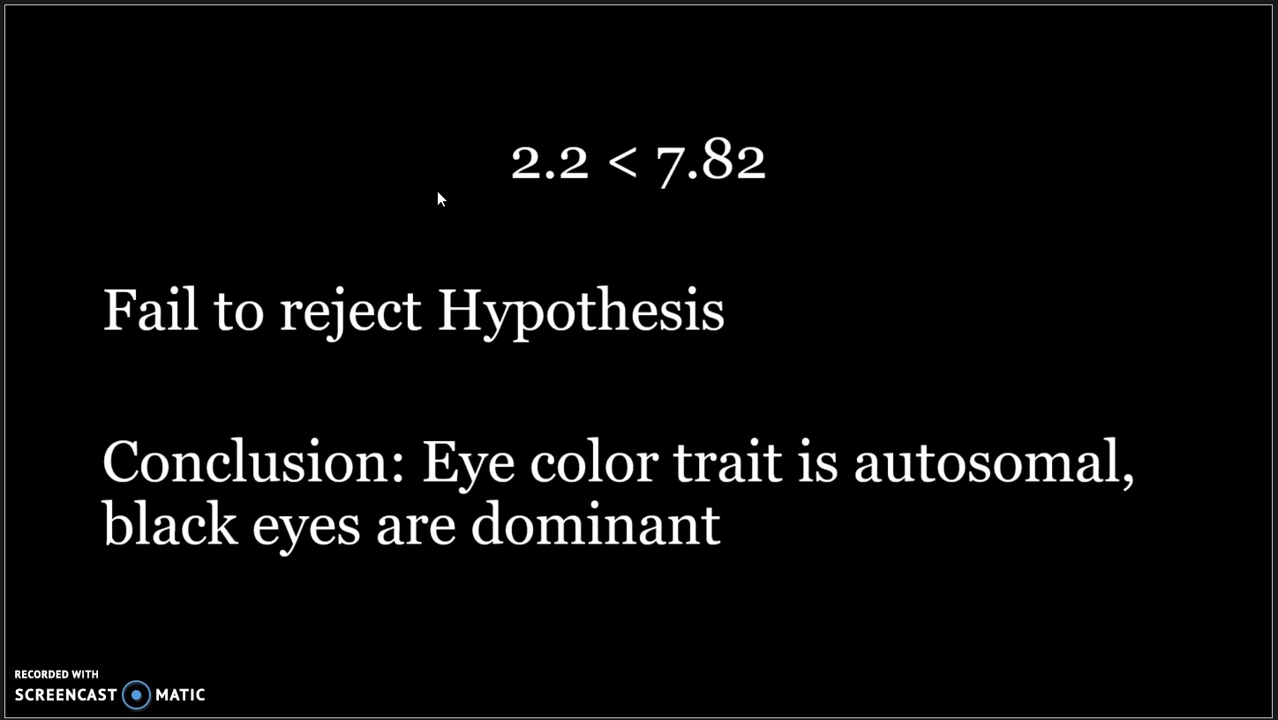 2.2 < 7.82
Fail to reject Hypothesis
Conclusion: Eye color trait is autosomal,
black eyes are dominant
RECORDED WITH
SCREENCAST MATIC